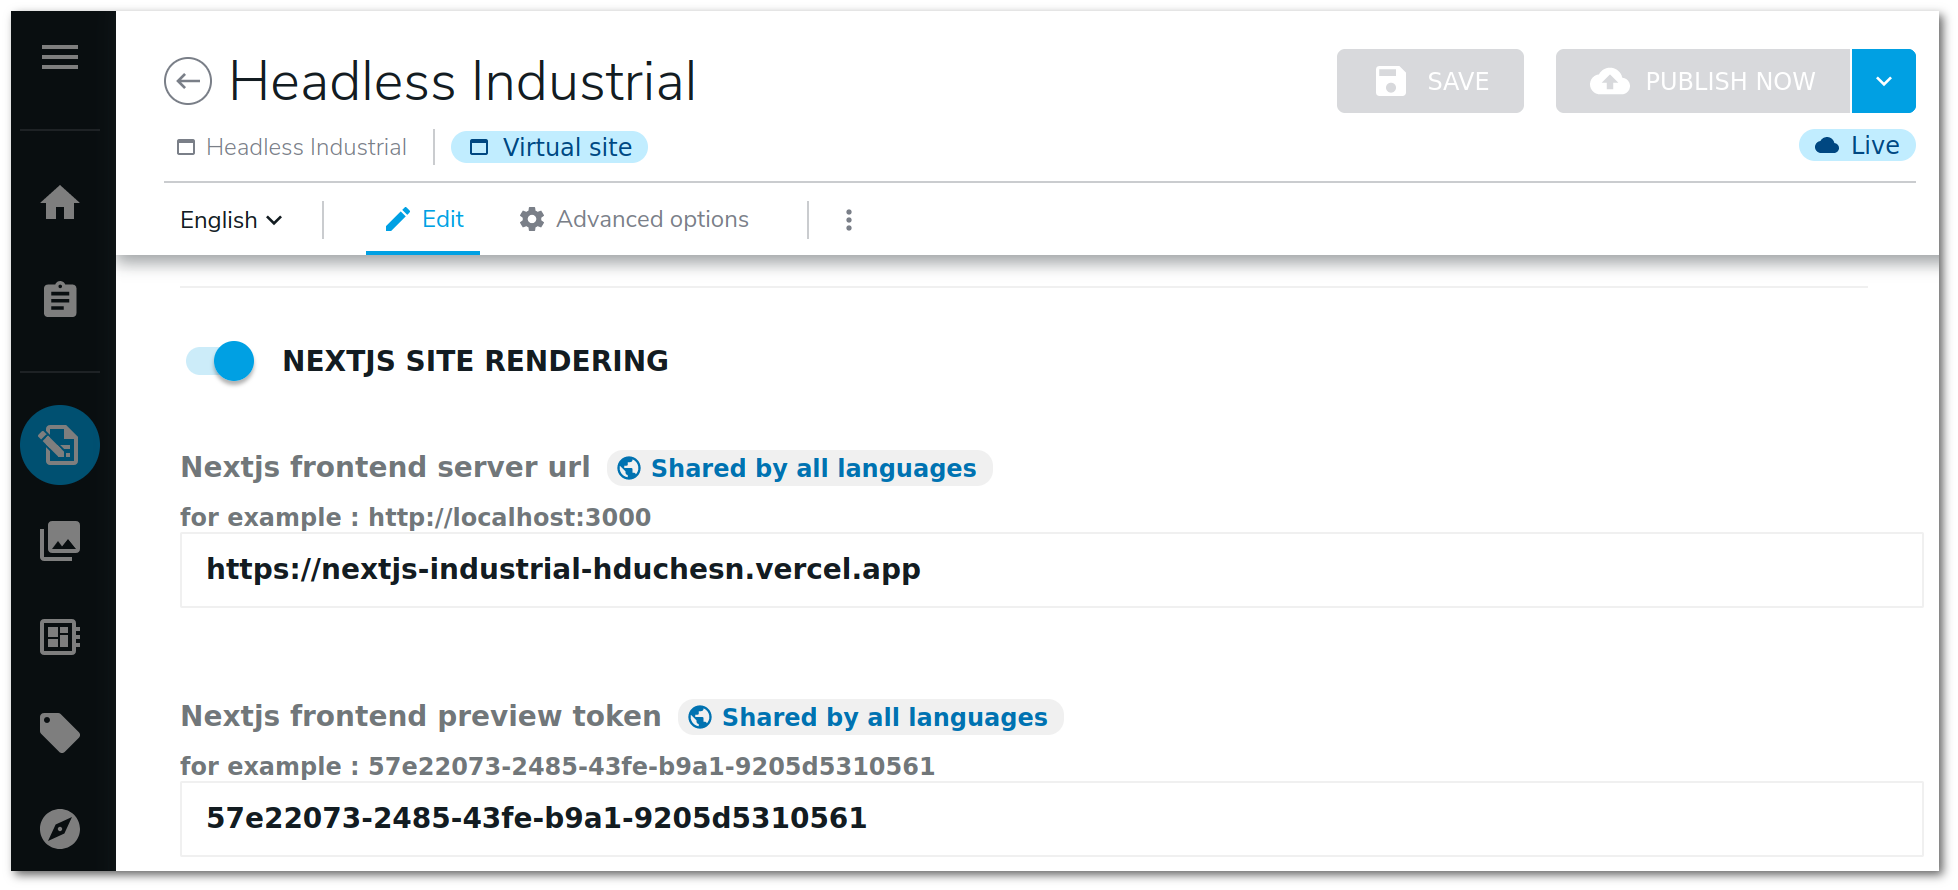 Headless Industrial
SAVE
PUBLISH NOW
Headless Industrial
Virtual site
Live
English
Edit
Advanced options
NEXTJS SITE RENDERING
Nextjs frontend server url
Shared by all languages
for example : http://localhost:3000
https://nextjs-industrial-hduchesn.vercel.app
Nextjs frontend preview token
Shared by all languages
for example : 57e22073-2485-43fe-b9a1-9205d5310561
57e22073-2485-43fe-b9a1-9205d5310561